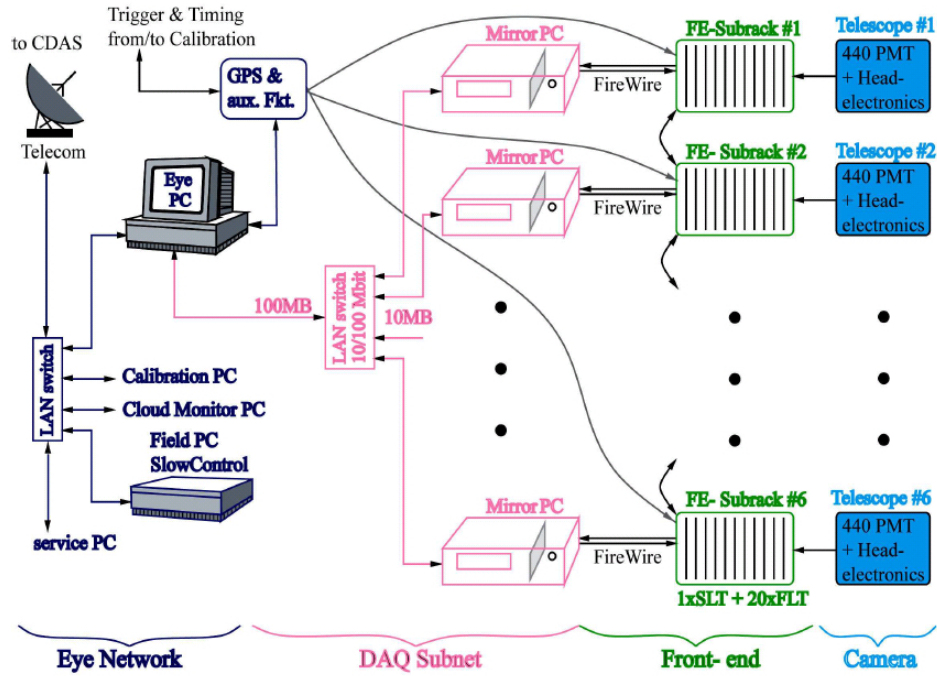 Trigger & Timing
from/to Calibration
to CDAS
Telecom
GPS &
aux. Fkt.
Eye
PC
100MB
LAN switch
10/100 Mbit
10MB
LAN switch
Calibration PC
Cloud Monitor PC
Field PC
SlowControl
service PC
Mirror PC
FireWire
FE-Subrack #1
Telescope #1
440 PMT
+ Head-
electronics
Mirror PC
FireWire
FE- Subrack #2
Telescope #2
440 PMT
+ Head-
electronics
Mirror PC
FireWire
FE- Subrack #6
1xSLT + 20xFLT
Telescope #6
440 PMT
+ Head-
electronics
Eye Network
DAQ Subnet
Front- end
Camera